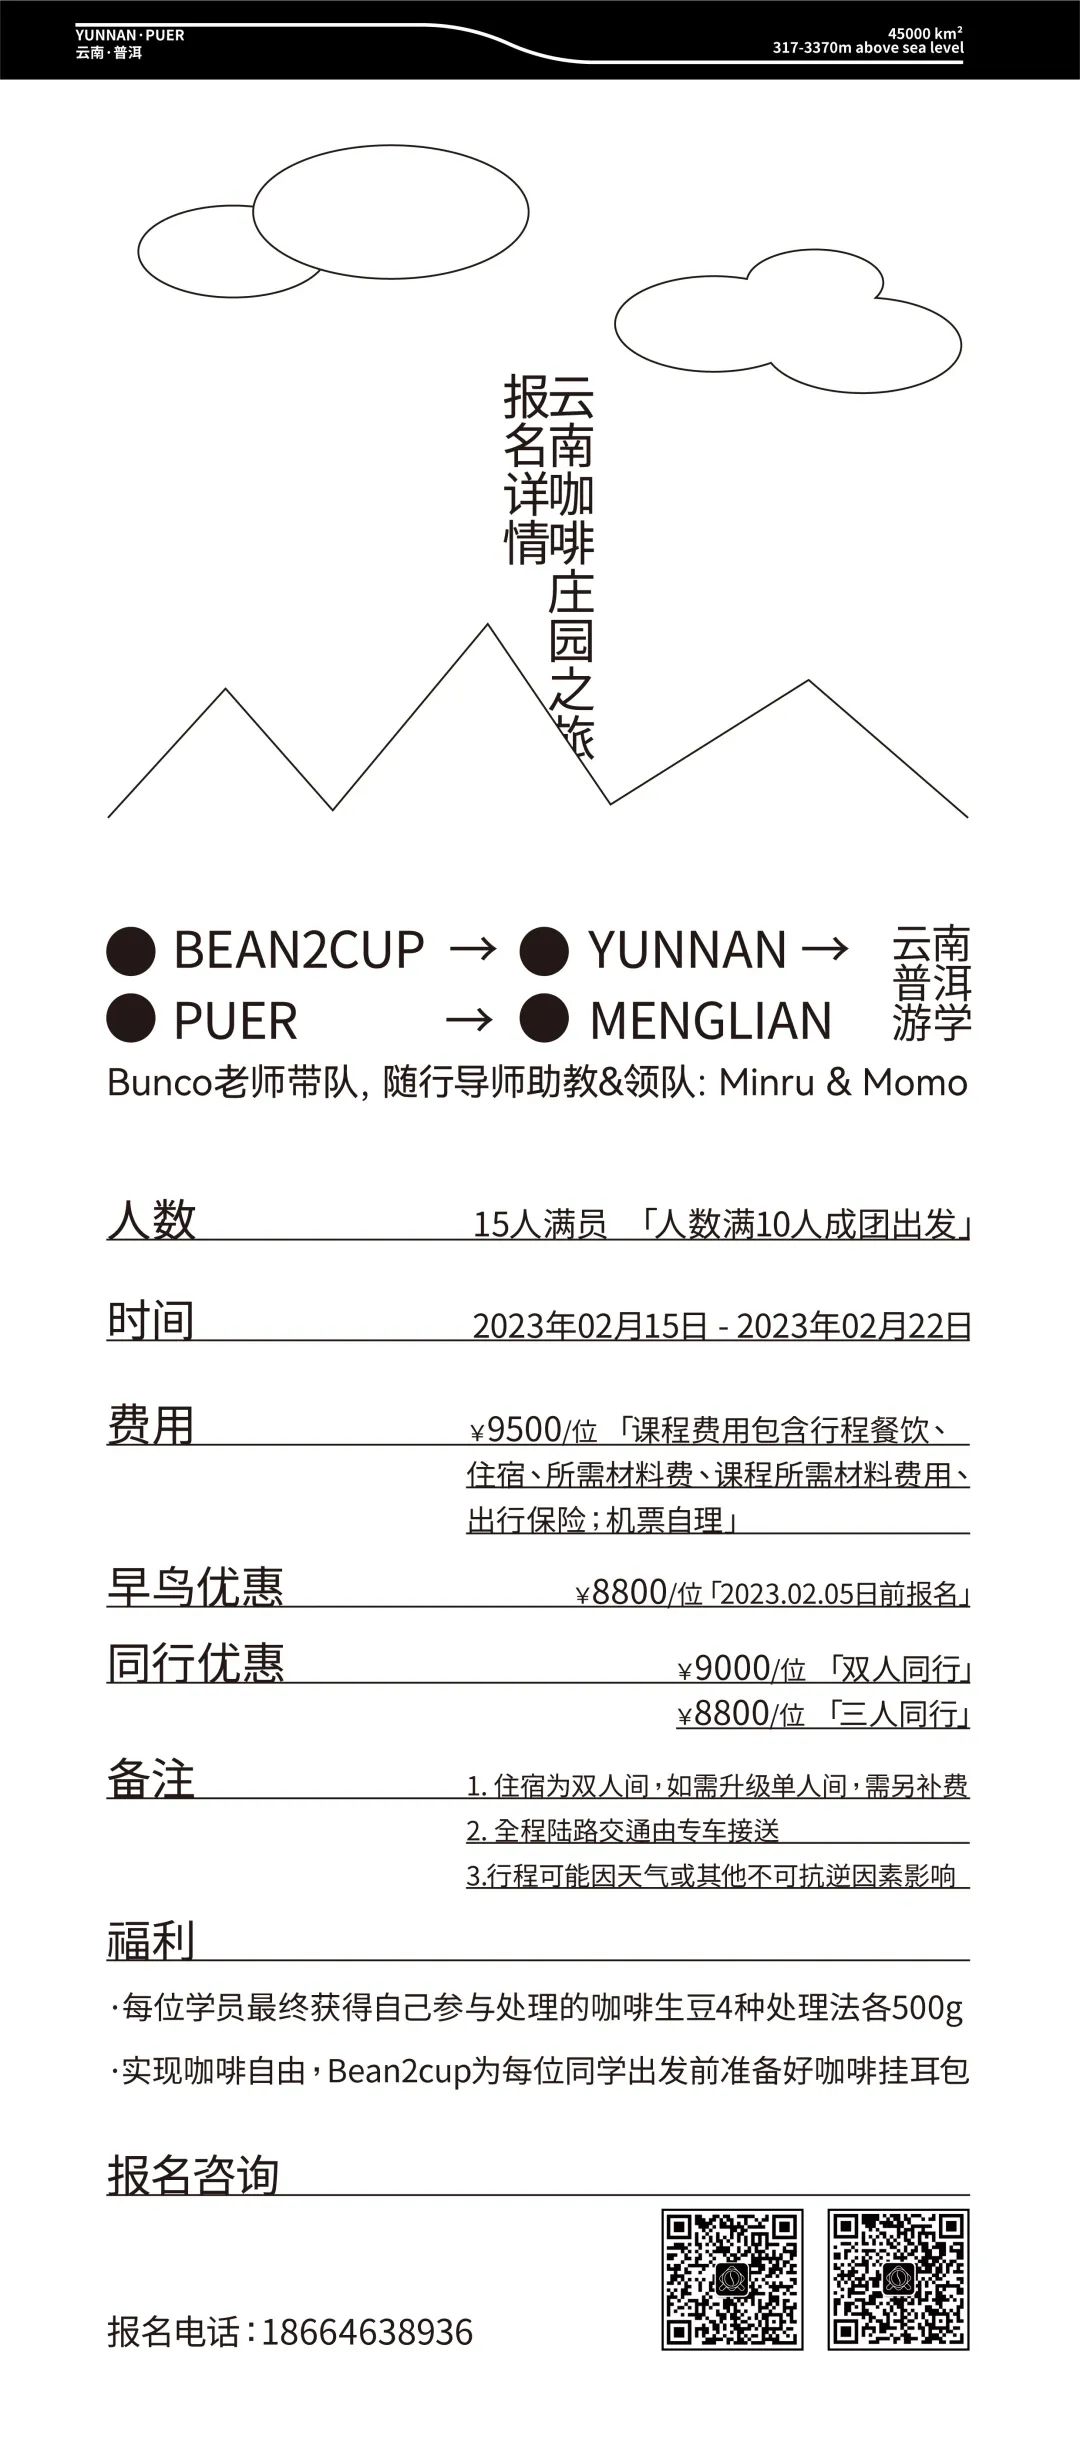 YUNNAN·PUER
云南·普洱
45000 km²
317-3370m above sea level
云南咖啡庄园之旅
报名详情
BEAN2CUP → YUNNAN →
PUER → MENGLIAN
云南
普洱
游学
Bunco老师带队, 随行导师助教&领队: Minru & Momo
人数 15人满员 「人数满10人成团出发」
时间 2023年02月15日 - 2023年02月22日
费用 ¥9500/位 「课程费用包含行程餐饮、
住宿、所需材料费、课程所需材料费用、
出行保险；机票自理」
早鸟优惠 ¥8800/位「2023.02.05日前报名」
同行优惠 ¥9000/位 「双人同行」
¥8800/位 「三人同行」
备注 1. 住宿为双人间，如需升级单人间，需另补费
2. 全程陆路交通由专车接送
3.行程可能因天气或其他不可抗逆因素影响
福利
·每位学员最终获得自己参与处理的咖啡生豆4种处理法各500g
·实现咖啡自由，Bean2cup为每位同学出发前准备好咖啡挂耳包
报名咨询
报名电话：18664638936